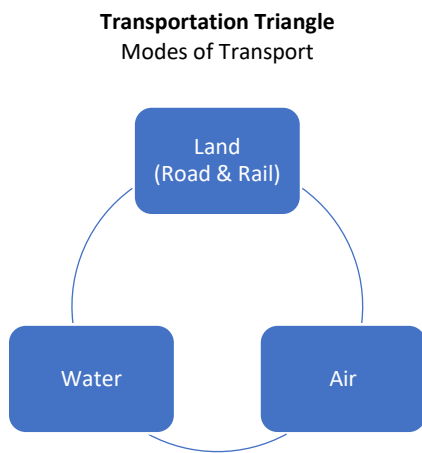 Transportation Triangle
Modes of Transport
Land
(Road & Rail)
Water
Air